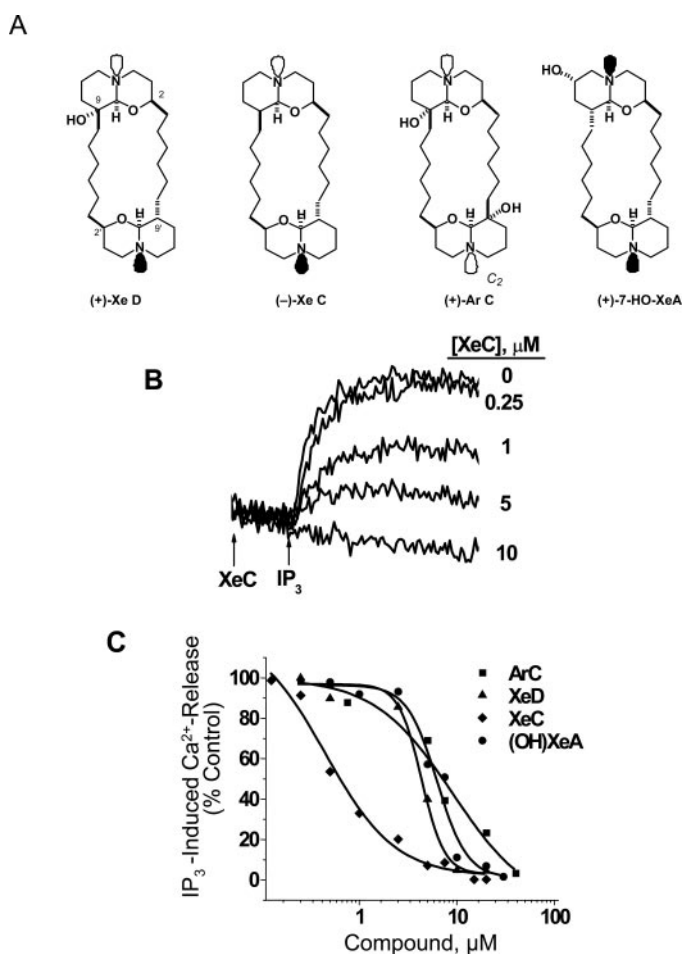 A
N N N N
HO 9 2 HO HO
H O H O H O H O
H O H O H O OH H O
2' 9'
N N N N
C₂
(+)-Xe D (−)-Xe C (+)-Ar C (+)-7-HO-XeA
B
[XeC], μM
0
0.25
1
5
10
XeC IP₃
C
IP₃ -Induced Ca²⁺-Release
(% Control)
100
80
60
40
20
0
1 10 100
Compound, μM
ArC
XeD
XeC
(OH)XeA